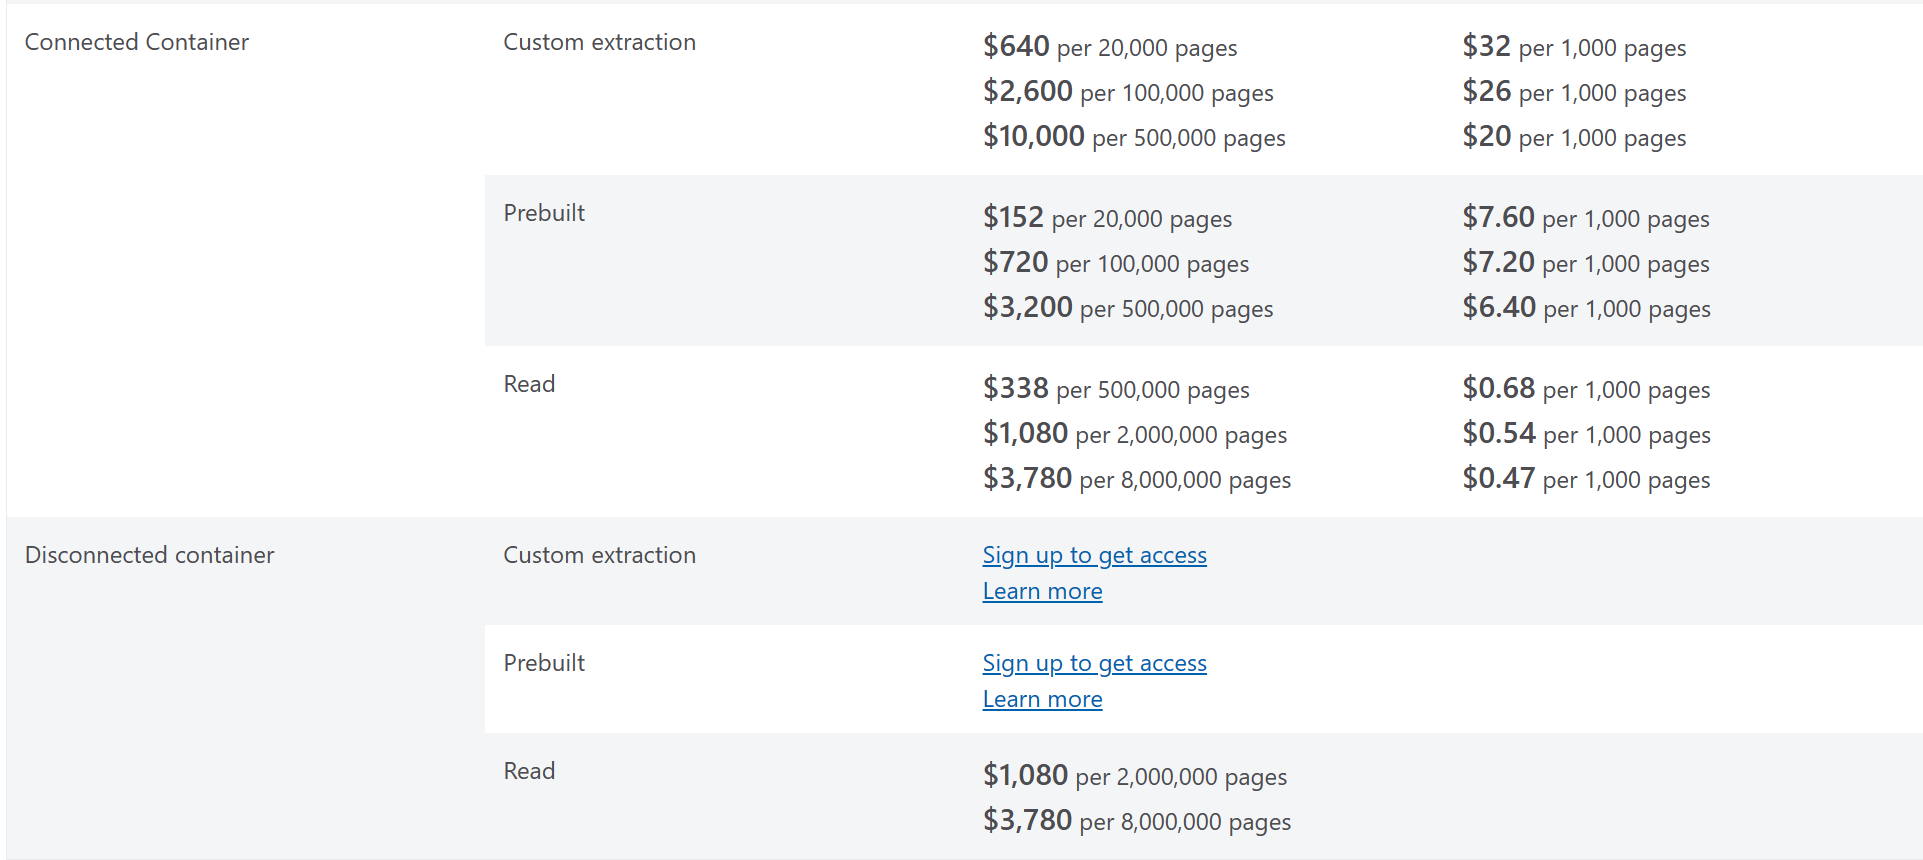 Connected Container
Custom extraction
$640 per 20,000 pages
$32 per 1,000 pages
$2,600 per 100,000 pages
$26 per 1,000 pages
$10,000 per 500,000 pages
$20 per 1,000 pages
Prebuilt
$152 per 20,000 pages
$7.60 per 1,000 pages
$720 per 100,000 pages
$7.20 per 1,000 pages
$3,200 per 500,000 pages
$6.40 per 1,000 pages
Read
$338 per 500,000 pages
$0.68 per 1,000 pages
$1,080 per 2,000,000 pages
$0.54 per 1,000 pages
$3,780 per 8,000,000 pages
$0.47 per 1,000 pages
Disconnected container
Custom extraction
Sign up to get access
Learn more
Prebuilt
Sign up to get access
Learn more
Read
$1,080 per 2,000,000 pages
$3,780 per 8,000,000 pages